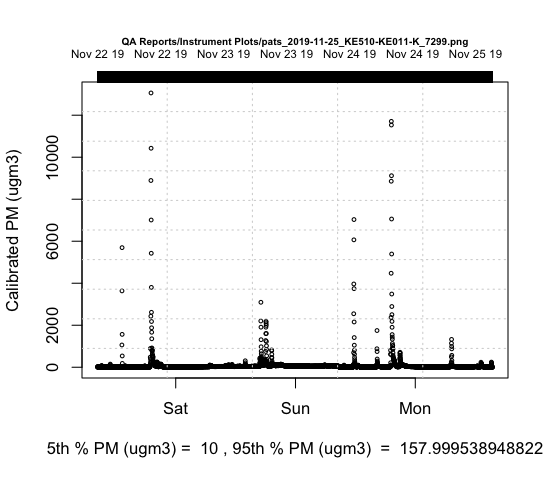 QA Reports/Instrument Plots/pats_2019-11-25_KE510-KE011-K_7299.png
Nov 22 19 Nov 22 19 Nov 23 19 Nov 23 19 Nov 24 19 Nov 24 19 Nov 25 19
Calibrated PM (ugm3)
10000
6000
2000
0
Sat Sun Mon
5th % PM (ugm3) = 10 , 95th % PM (ugm3) = 157.999538948822